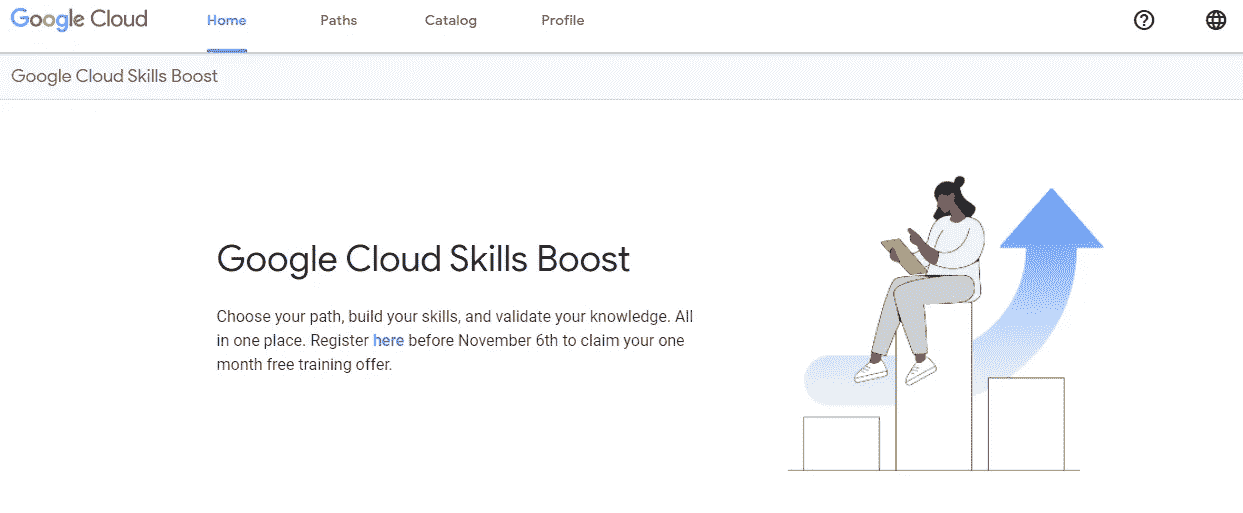 Google Cloud Home Paths Catalog Profile
Google Cloud Skills Boost
Google Cloud Skills Boost
Choose your path, build your skills, and validate your knowledge. All
in one place. Register here before November 6th to claim your one
month free training offer.